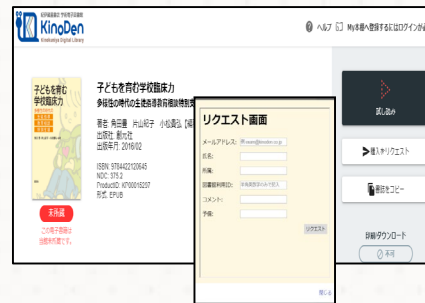 紀伊國屋書店 学術電子図書館
KinoDen
Kinokuniya Digital Library
ヘルプ
My本棚へ登録するにはログインが必
子どもを育む
学校臨床力
子どもを育む学校臨床力
多様性の時代の生徒指導教育相談特別支
著者: 角田豊 片山紀子 小松貴弘【編
出版社: 創元社
出版年月: 2016/02
ISBN: 9784422120645
NDC: 375.2
ProductID: KP00015297
形式: EPUB
未所蔵
この電子書籍は
当館未所蔵です。
リクエスト画面
メールアドレス:
氏名:
所属:
図書館利用ID:
コメント:
予備:
リクエスト
閉じる
試し読み
購入やリクエスト
書誌をコピー
印刷/ダウンロード
不可